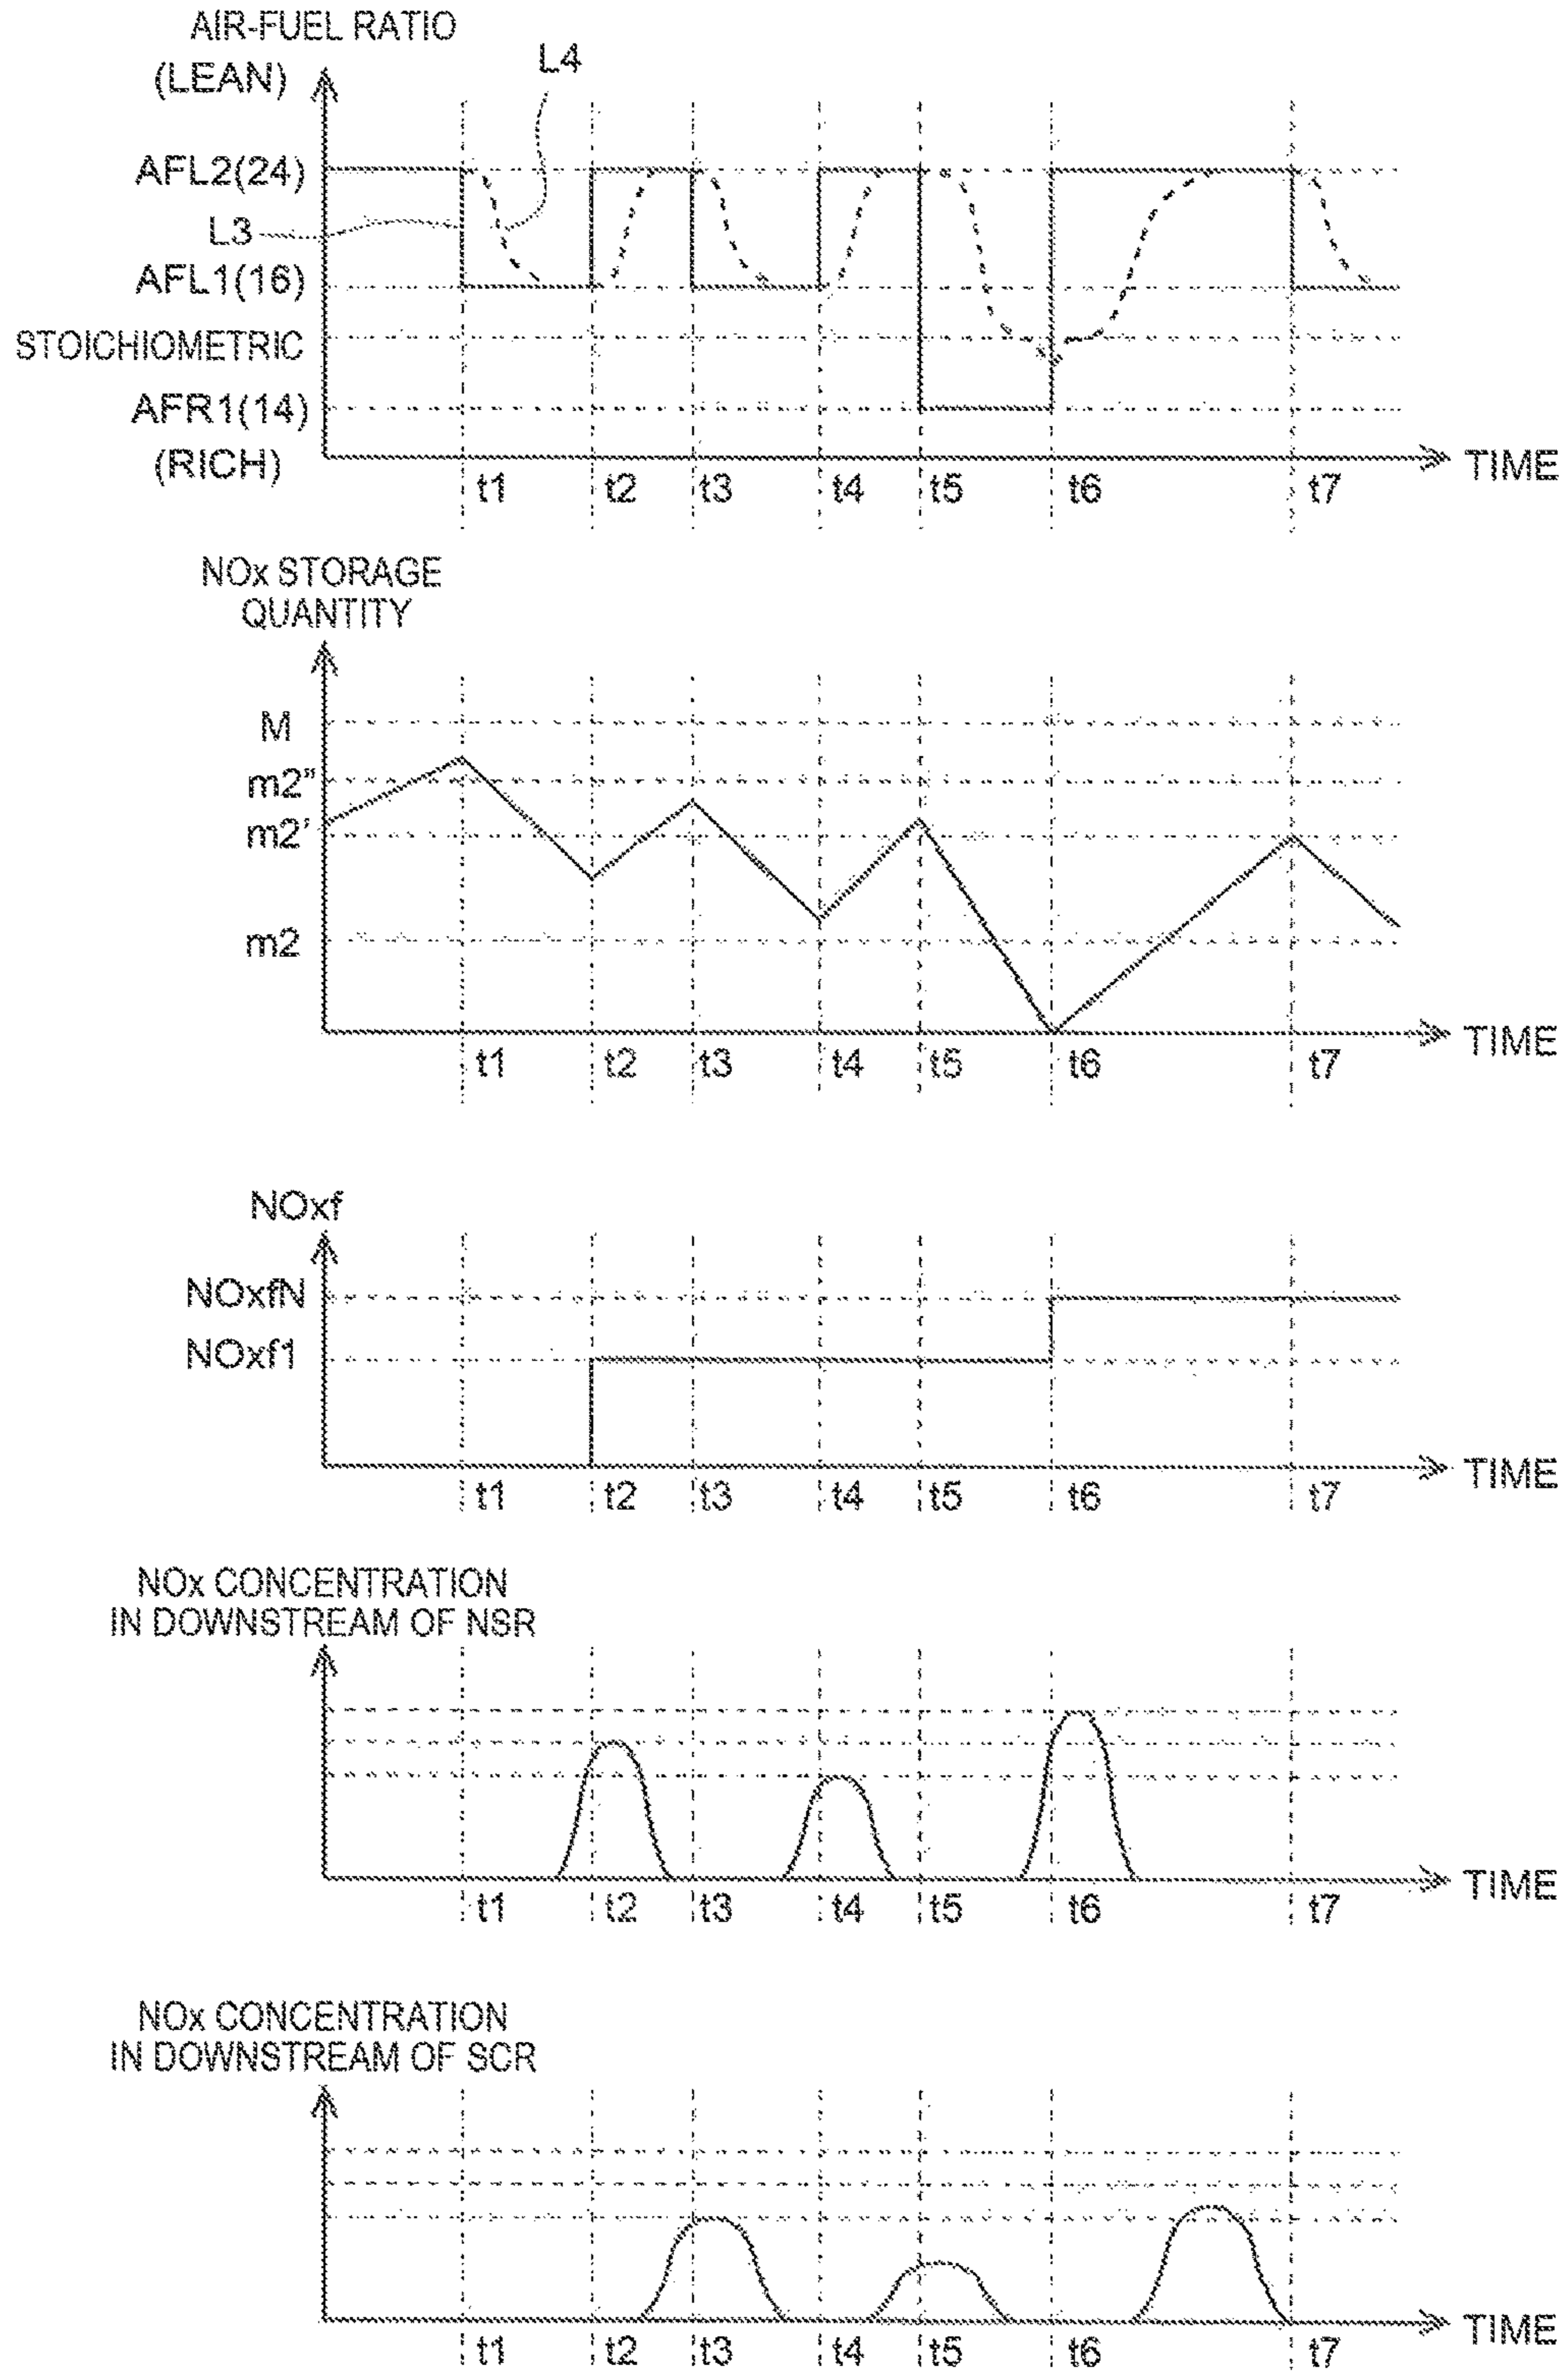 AIR-FUEL RATIO
(LEAN)
L4
AFL2(24)
L3
AFL1(16)
STOICHIOMETRIC
AFR1(14)
(RICH)
TIME
t1 t2 t3 t4 t5 t6 t7
NOx STORAGE
QUANTITY
M
m2"
m2'
m2
TIME
t1 t2 t3 t4 t5 t6 t7
NOxf
NOxfN
NOxf1
TIME
t1 t2 t3 t4 t5 t6 t7
NOx CONCENTRATION
IN DOWNSTREAM OF NSR
TIME
t1 t2 t3 t4 t5 t6 t7
NOx CONCENTRATION
IN DOWNSTREAM OF SCR
TIME
t1 t2 t3 t4 t5 t6 t7